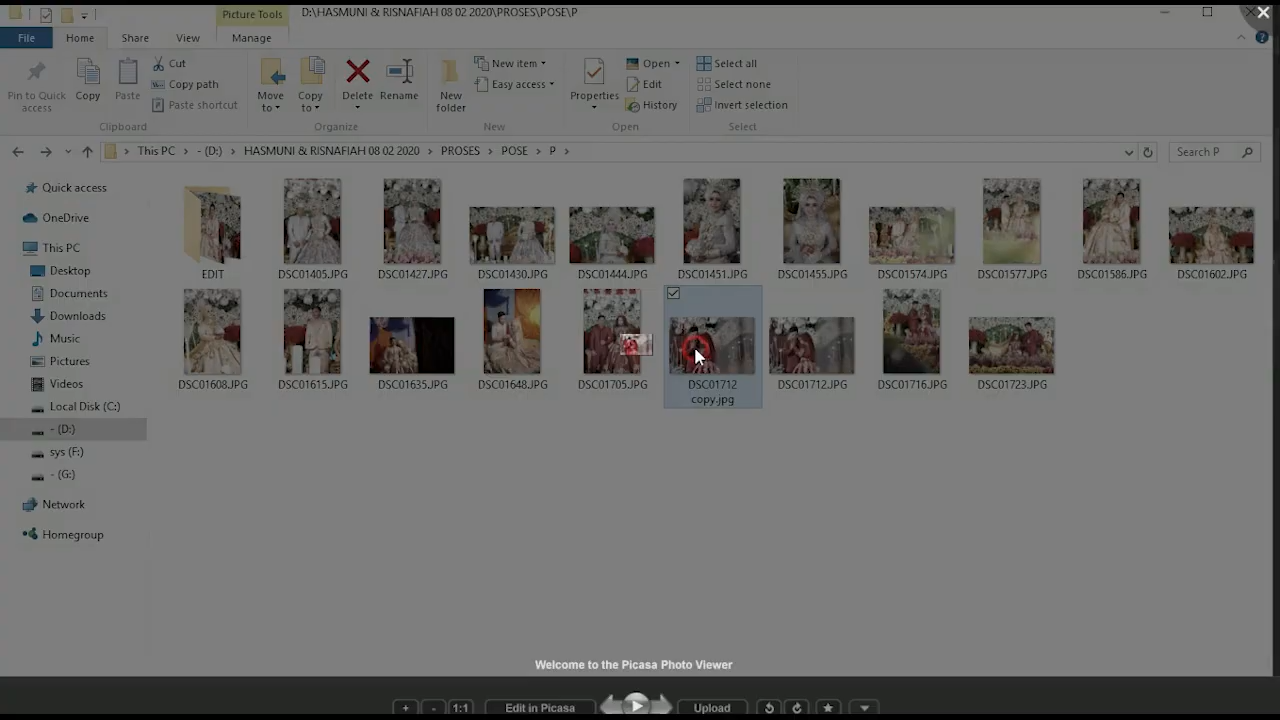 Picture Tools D:\HASMUNI & RISNAFIAH 08 02 2020\PROSES\POSE\P
File Home Share View Manage
Pin to Quick access
Copy
Paste
Cut
Copy path
Paste shortcut
Clipboard
Move to
Copy to
Delete
Rename
Organize
New folder
New item
Easy access
New
Properties
Open
Edit
History
Open
Select all
Select none
Invert selection
Select
This PC - (D:) HASMUNI & RISNAFIAH 08 02 2020 PROSES POSE P
Search P
Quick access
OneDrive
This PC
Desktop
Documents
Downloads
Music
Pictures
Videos
Local Disk (C:)
- (D:)
sys (F:)
- (G:)
Network
Homegroup
EDIT DSC01405.JPG DSC01427.JPG DSC01430.JPG DSC01444.JPG DSC01451.JPG DSC01455.JPG DSC01574.JPG DSC01577.JPG DSC01586.JPG DSC01602.JPG
DSC01608.JPG DSC01615.JPG DSC01635.JPG DSC01648.JPG DSC01705.JPG DSC01712 copy.jpg DSC01712.JPG DSC01716.JPG DSC01723.JPG
Welcome to the Picasa Photo Viewer
+ - 1:1 Edit in Picasa Upload